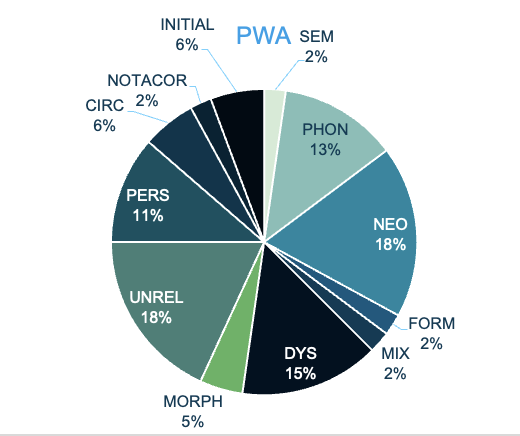 PWA
SEM
2%
PHON
13%
NEO
18%
FORM
2%
MIX
2%
DYS
15%
MORPH
5%
UNREL
18%
PERS
11%
CIRC
6%
NOTACOR
2%
INITIAL
6%